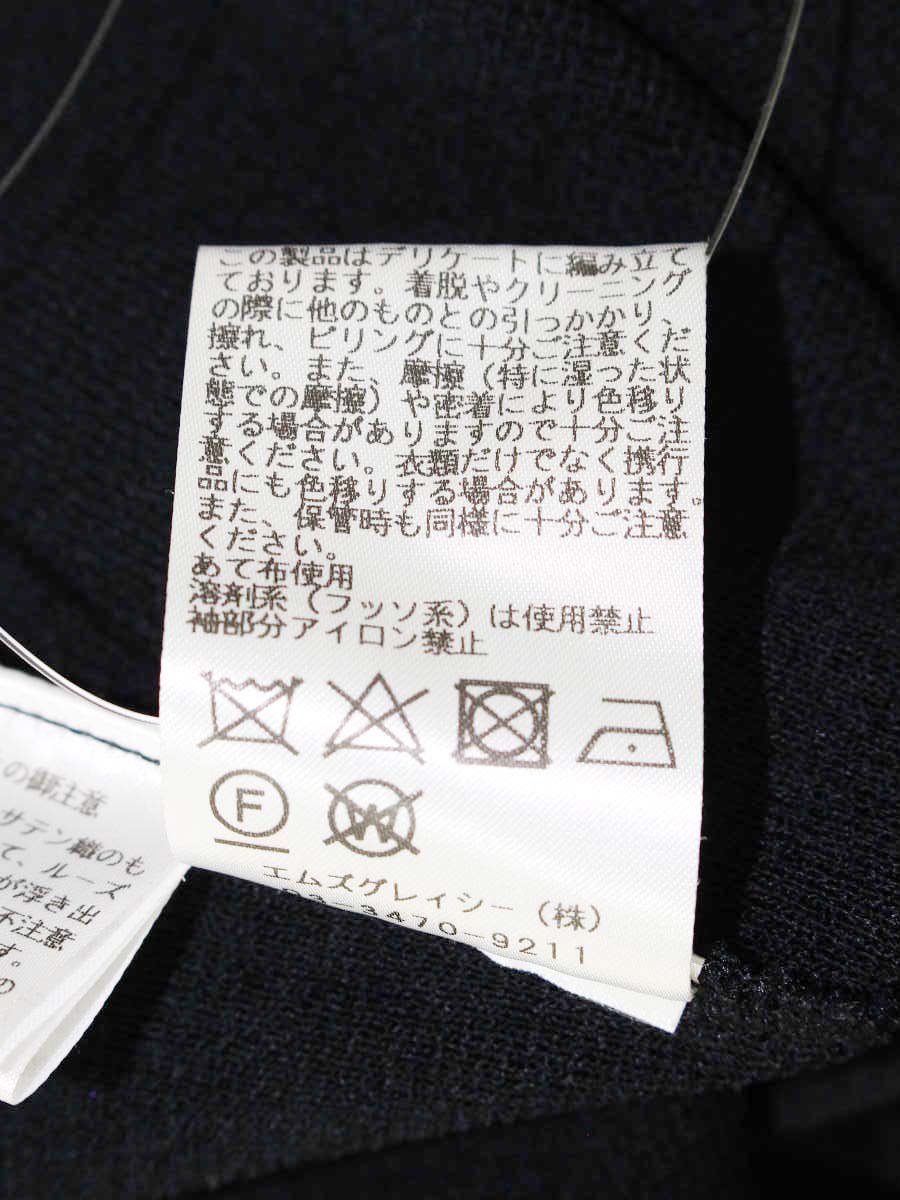 この製品はデリケートに編み立て
ております。着脱やクリーニング
の際に他のものとの引っかかり、
擦れ、ピリングに十分ご注意くだ
さい。また、摩擦（特に湿った状
態での摩擦）や密着により色移り
する場合がありますので十分ご注
意ください。衣類だけでなく携行
品にも色移りする場合があります。
また、保管時も同様に十分ご注意
ください。
あて布使用
溶剤系（フッソ系）は使用禁止
袖部分アイロン禁止
F
W
エムズグレイシー（株）
03-3470-9211
の御注意
サテン織のも
て、ルーズ
が浮き出
不注意
す。
の